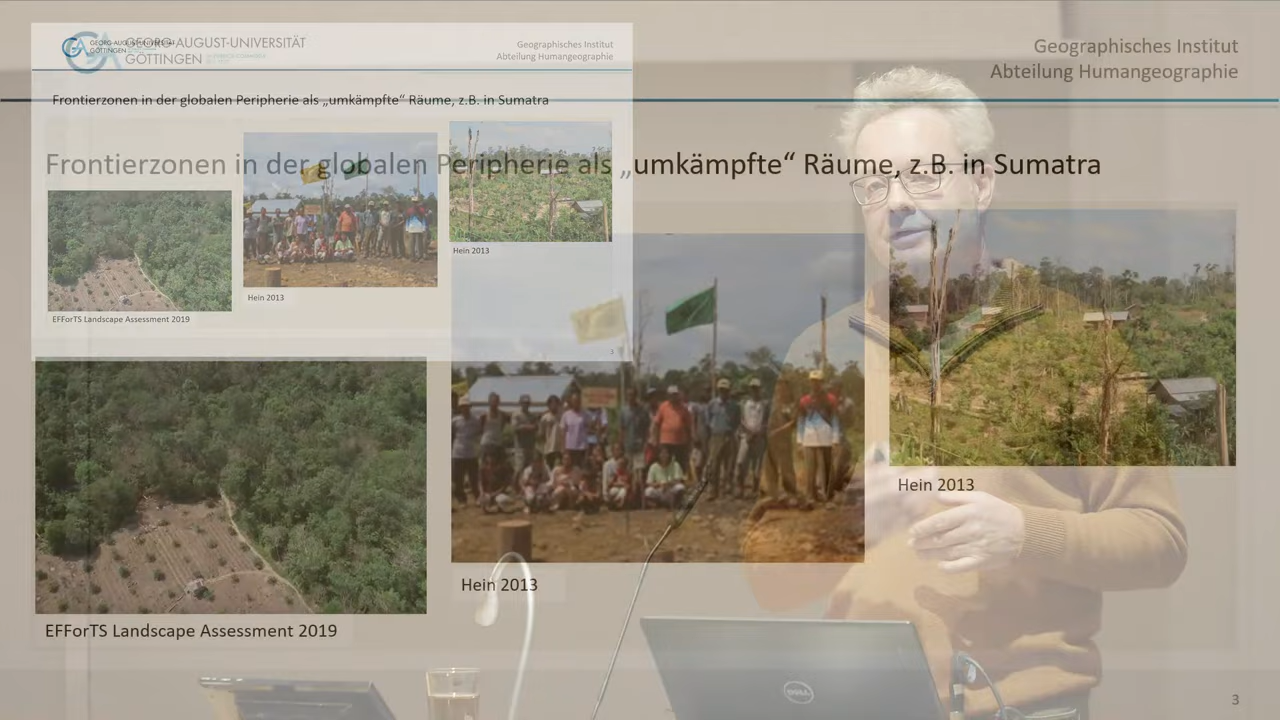 GEORG-AUGUST-UNIVERSITÄT
GÖTTINGEN
Geographisches Institut
Abteilung Humangeographie
Frontierzonen in der globalen Peripherie als „umkämpfte“ Räume, z.B. in Sumatra
Hein 2013
Hein 2013
EFForTS Landscape Assessment 2019
3
Geographisches Institut
Abteilung Humangeographie
Frontierzonen in der globalen Peripherie als „umkämpfte“ Räume, z.B. in Sumatra
Hein 2013
Hein 2013
EFForTS Landscape Assessment 2019
DELL
3